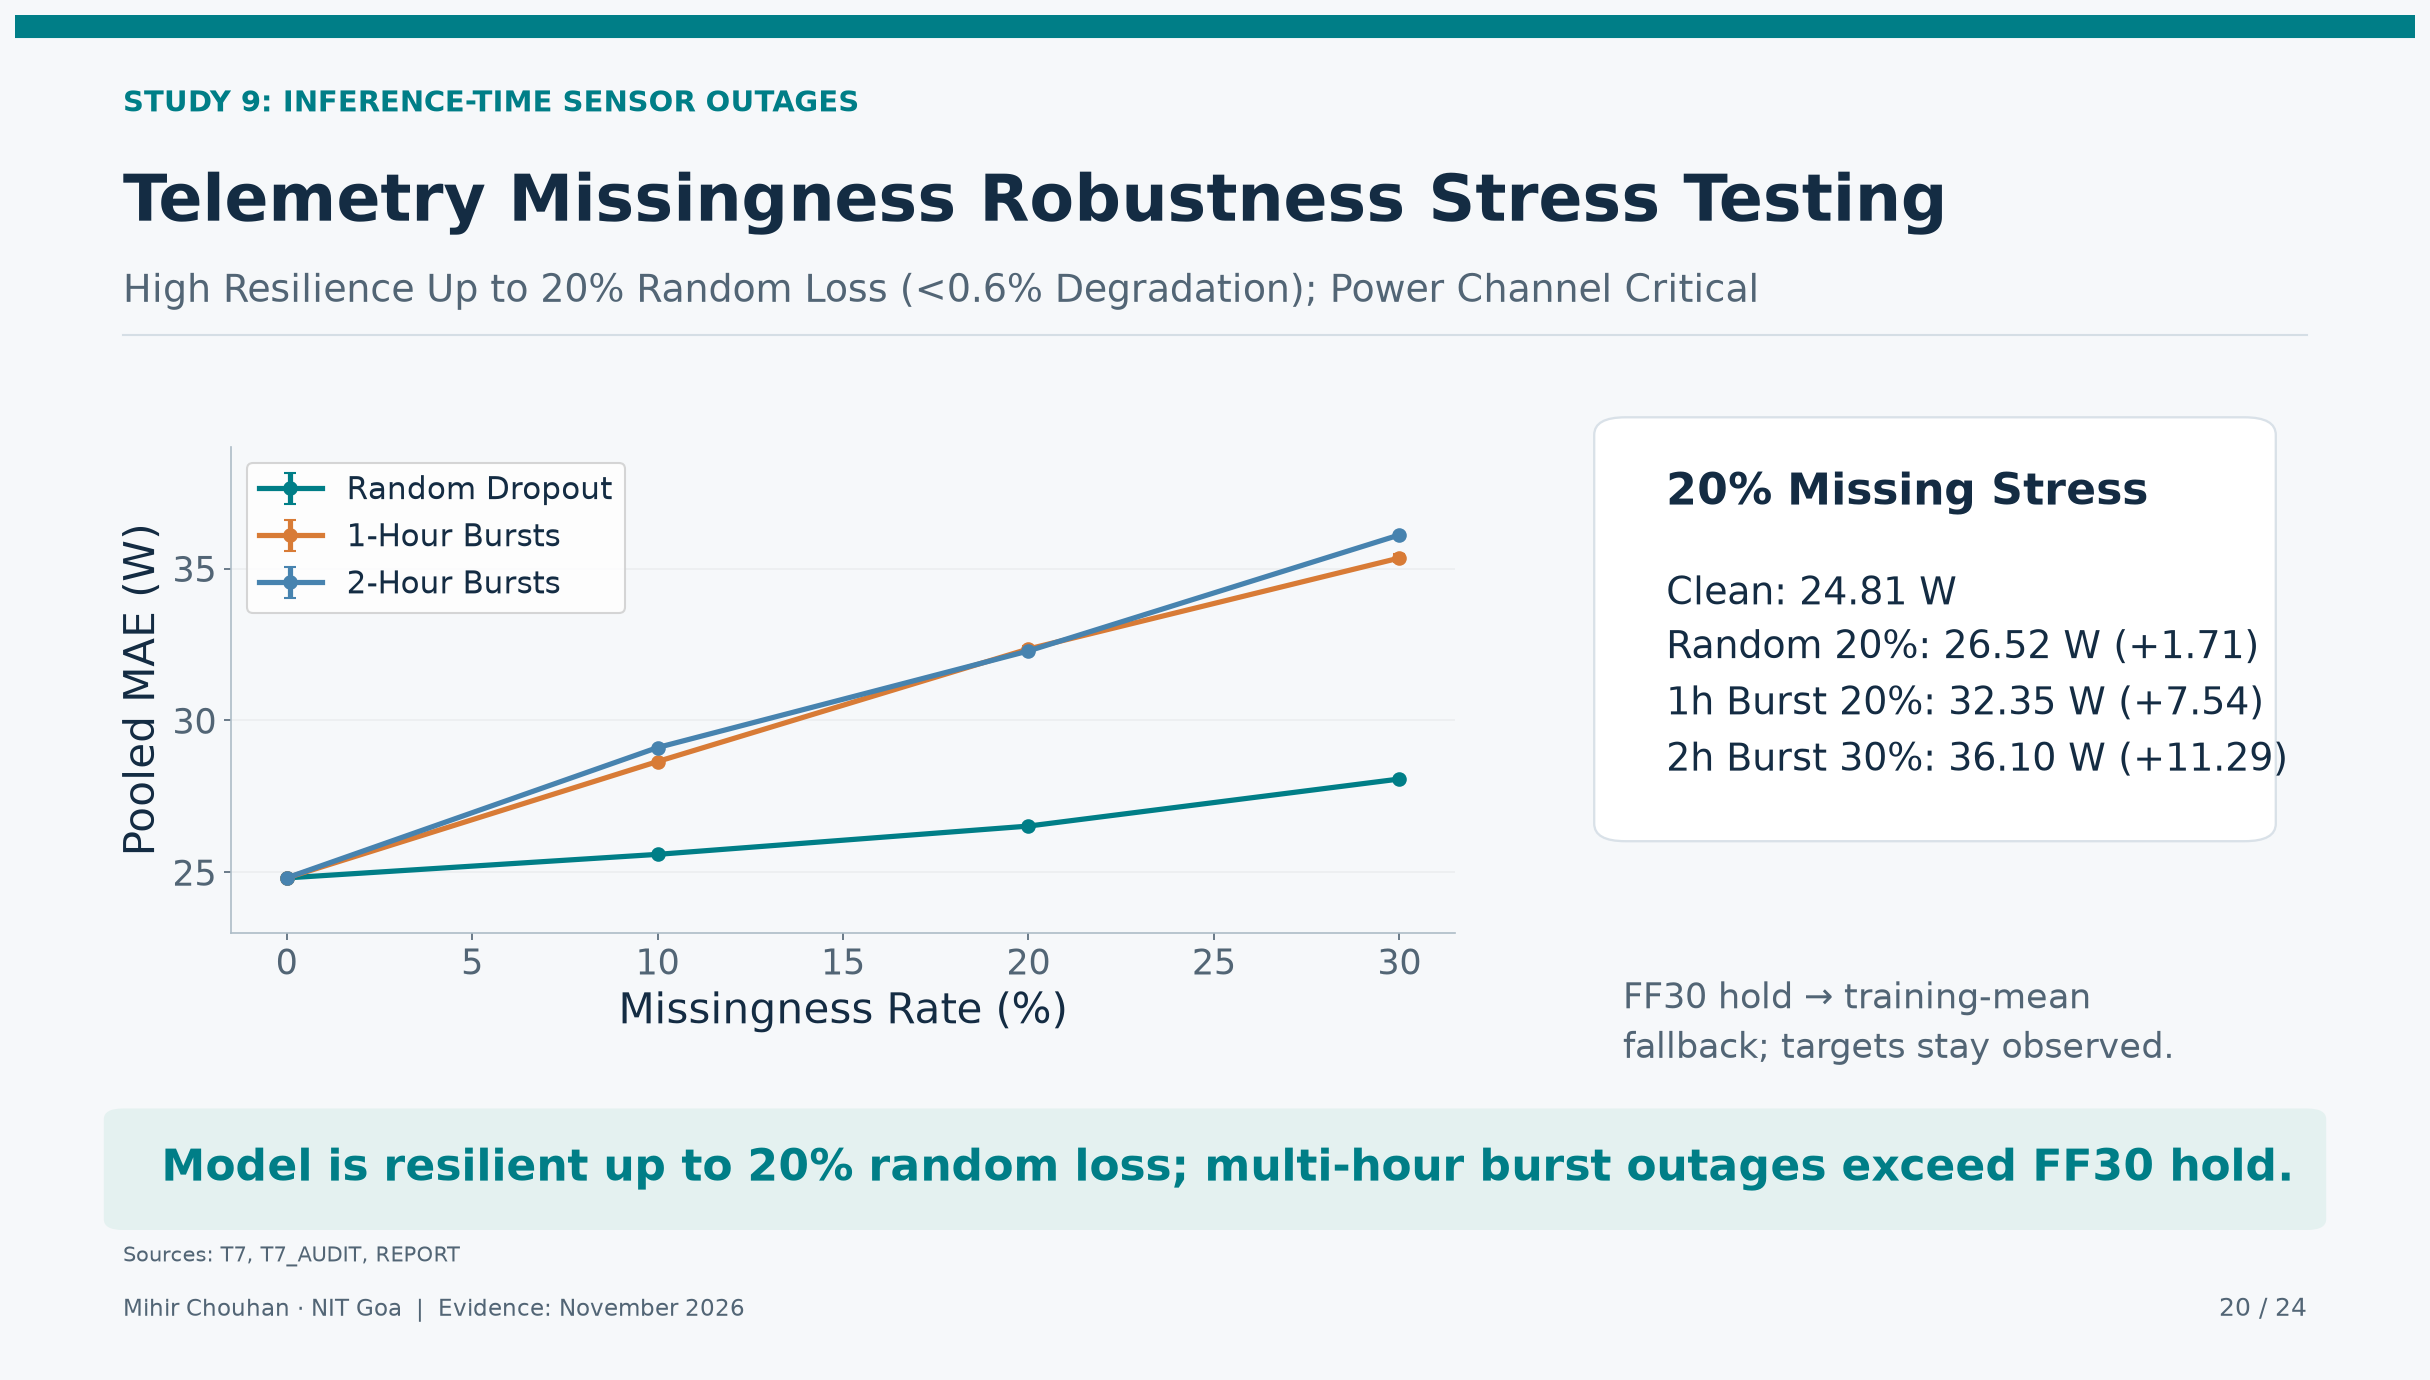 STUDY 9: INFERENCE-TIME SENSOR OUTAGES
Telemetry Missingness Robustness Stress Testing
High Resilience Up to 20% Random Loss (<0.6% Degradation); Power Channel Critical
Random Dropout
1-Hour Bursts
2-Hour Bursts
Pooled MAE (W)
35
30
25
0 5 10 15 20 25 30
Missingness Rate (%)
20% Missing Stress
Clean: 24.81 W
Random 20%: 26.52 W (+1.71)
1h Burst 20%: 32.35 W (+7.54)
2h Burst 30%: 36.10 W (+11.29)
FF30 hold → training-mean
fallback; targets stay observed.
Model is resilient up to 20% random loss; multi-hour burst outages exceed FF30 hold.
Sources: T7, T7_AUDIT, REPORT
Mihir Chouhan · NIT Goa | Evidence: November 2026
20 / 24